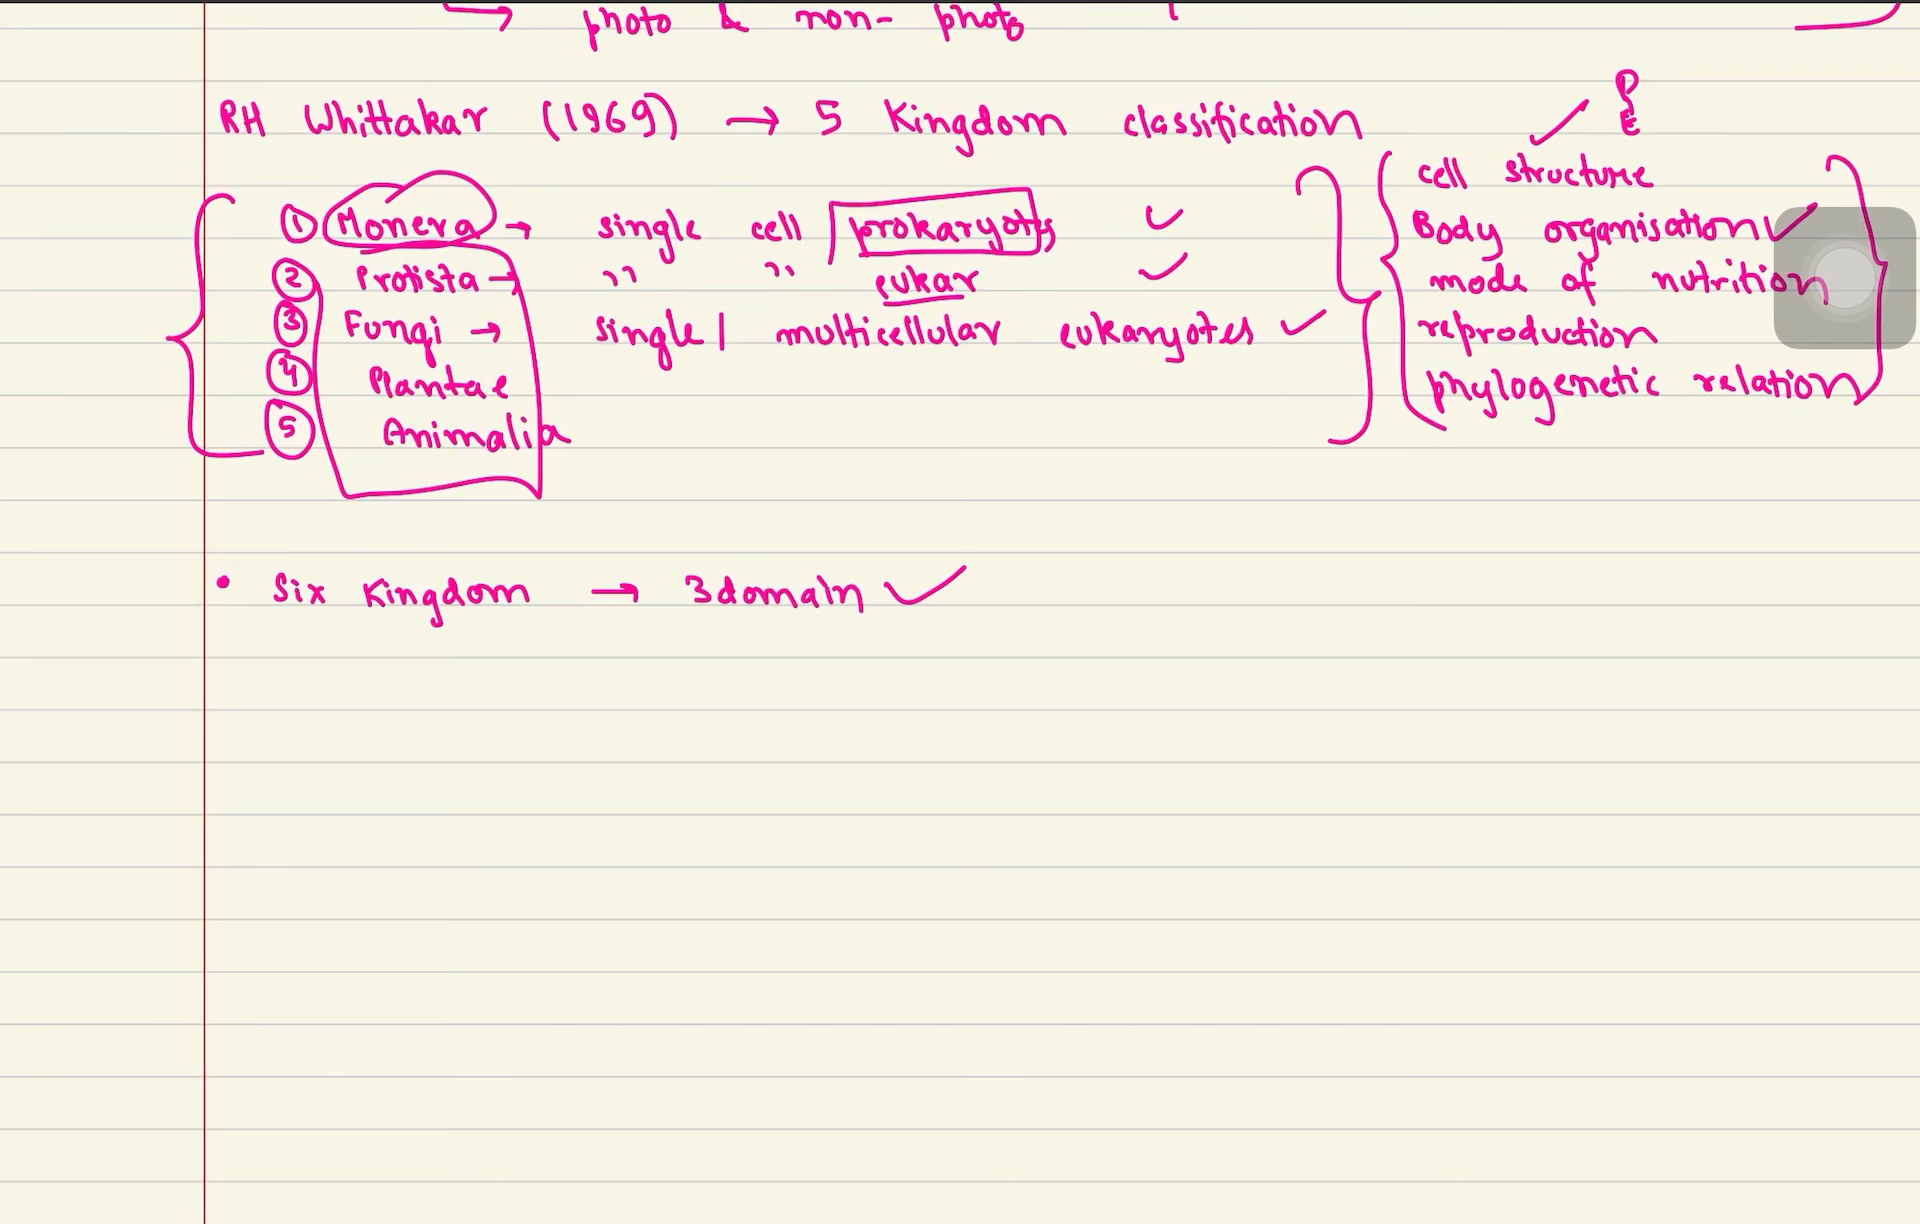 → photo & non- photo
RH Whittakar (1969) → 5 Kingdom classification
P
E
cell structure
Body organisation
mode of nutrition
reproduction
phylogenetic relation
① Monera → single cell prokaryotes
② Protista → ,, ,, eukar
③ Fungi → single/ multicellular eukaryotes
④ Plantae
⑤ Animalia
• Six Kingdom → 3 domain